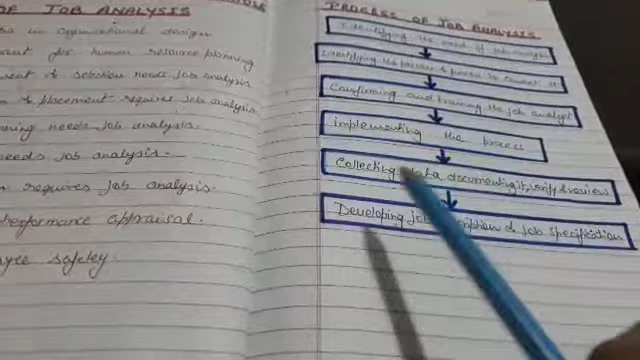 OF JOB ANALYSIS
in organisational design
for human resource planning
& selection needs Job analysis
& placement requires Job analysis
needs Job analysis.
needs Job analysis.
requires Job analysis.
performance appraisal.
safety
PROCESS OF JOB ANALYSIS
Identifying the need of job analysis
Identifying the person & process to conduct it
Confirming and training the job analyst
implementing the process
Collecting data documenting it, verify & review
Developing job & Job specification